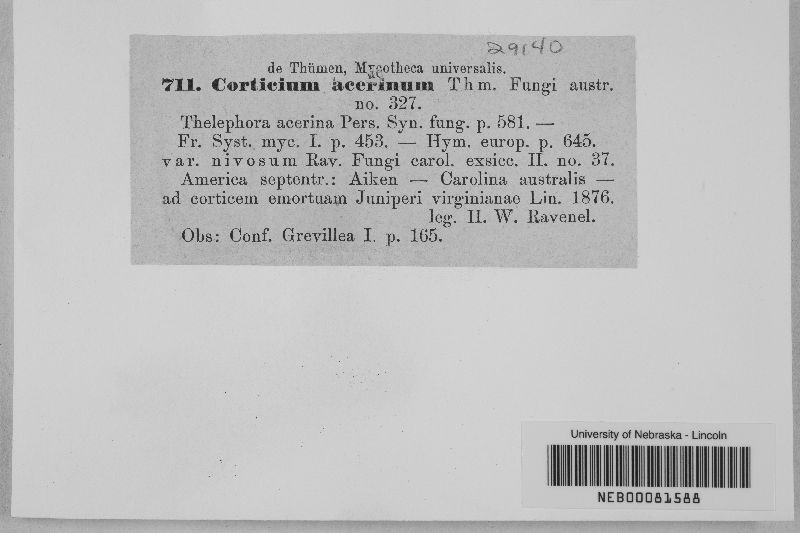 29140
de Thümen, Mycotheca universalis.
711. Corticium acerinum Thm. Fungi austr.
no. 327.
Thelephora acerina Pers. Syn. fung. p. 581. —
Fr. Syst. myc. I. p. 453. — Hym. europ. p. 645.
var. nivosum Rav. Fungi carol. exsicc. II. no. 37.
America septentr.: Aiken — Carolina australis —
ad corticem emortuam Juniperi virginianae Lin. 1876.
leg. H. W. Ravenel.
Obs: Conf. Grevillea I. p. 165.
University of Nebraska - Lincoln
NEB00081588